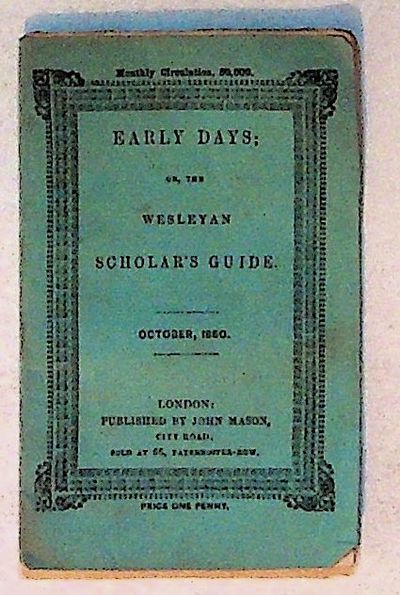 Monthly Circulation, 50,000.
EARLY DAYS;
OR, THE
WESLEYAN
SCHOLAR'S GUIDE.
OCTOBER, 1850.
LONDON:
PUBLISHED BY JOHN MASON,
CITY ROAD,
SOLD AT 66, PATERNOSTER-ROW.
PRICE ONE PENNY.